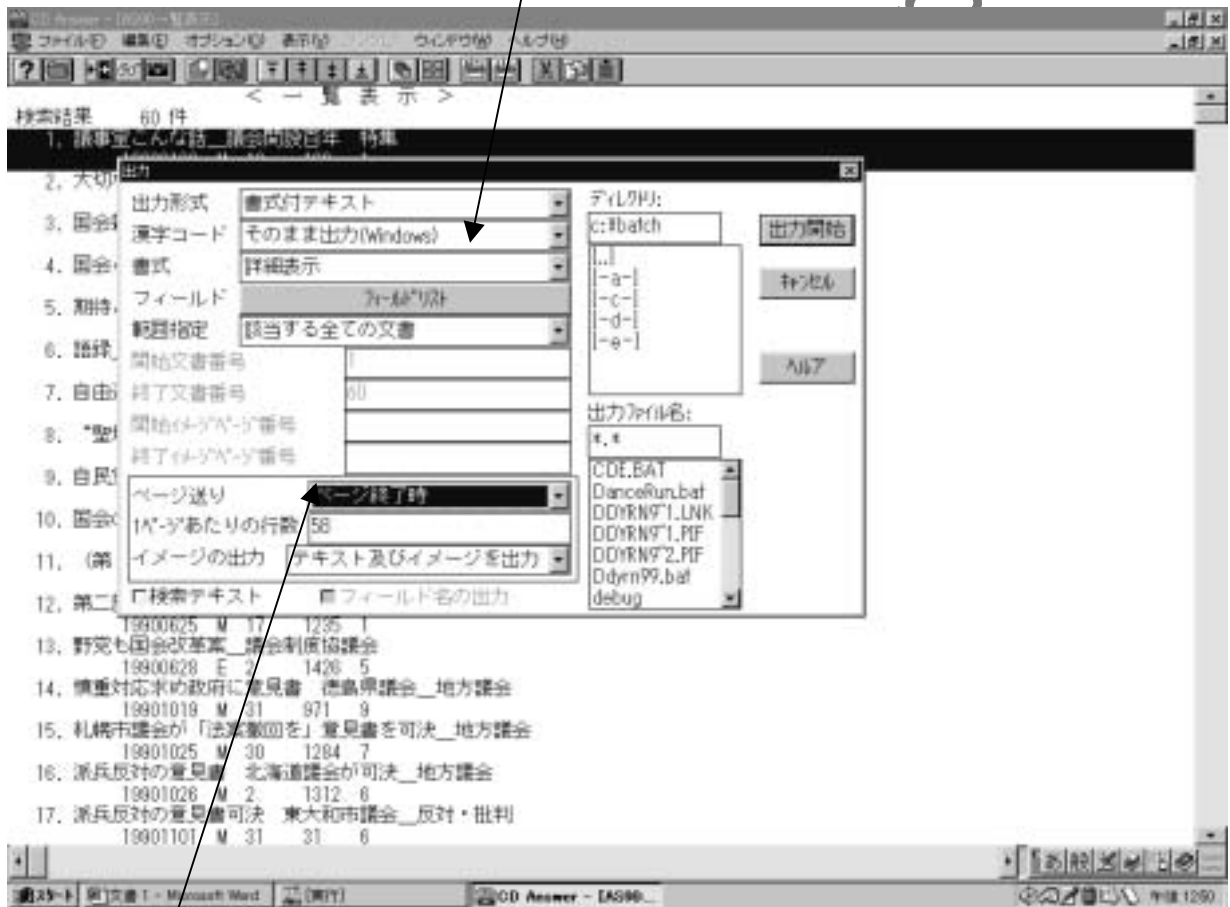 CD Answer - [AS90-一覧表示]
ファイル(F) 編集(E) オプション(O) 表示(V) ウィンドウ(W) ヘルプ(H)
< 一 覧 表 示 >
検索結果 60 件
1. 議事堂こんな話__議会開設百年 特集
2. 大切
3. 国会
4. 国会
5. 期待
6. 語録
7. 自由
8.
9. 自民
10. 国会
11. (第
12. 第二
19900625 M 17 1235 1
13. 野党も国会改革案__議会制度協議会
19900628 E 2 1426 5
14. 慎重対応求め政府に意見書 徳島県議会__地方議会
19901019 M 31 971 9
15. 札幌市議会が「法案撤回を」意見書を可決__地方議会
19901025 M 30 1284 7
16. 派兵反対の意見書 北海道議会が可決__地方議会
19901026 M 2 1312 6
17. 派兵反対の意見書可決 東大和市議会__反対・批判
19901101 M 31 31 6
出力
出力形式 書式付テキスト
漢字コード そのまま出力(Windows)
書式 詳細表示
フィールド フィールドリスト
範囲指定 該当する全ての文書
開始文書番号 1
終了文書番号 60
開始イメージページ番号
終了イメージページ番号
ページ送り ページ終了時
1ページあたりの行数 58
イメージの出力 テキスト及びイメージを出力
検索テキスト フィールド名の出力
ディレクトリ:
c:¥batch
[..]
[-a-]
[-c-]
[-d-]
[-e-]
出力ファイル名:
*.*
CDE.BAT
DanceRun.bat
DDYRN9~1.LNK
DDYRN9~1.PIF
DDYRN9~2.PIF
Ddyrn99.bat
debug
出力開始
キャンセル
ヘルプ
あ 般
スタート 文書 1 - Microsoft Word [実行] CD Answer - [AS90... 午後 12:50